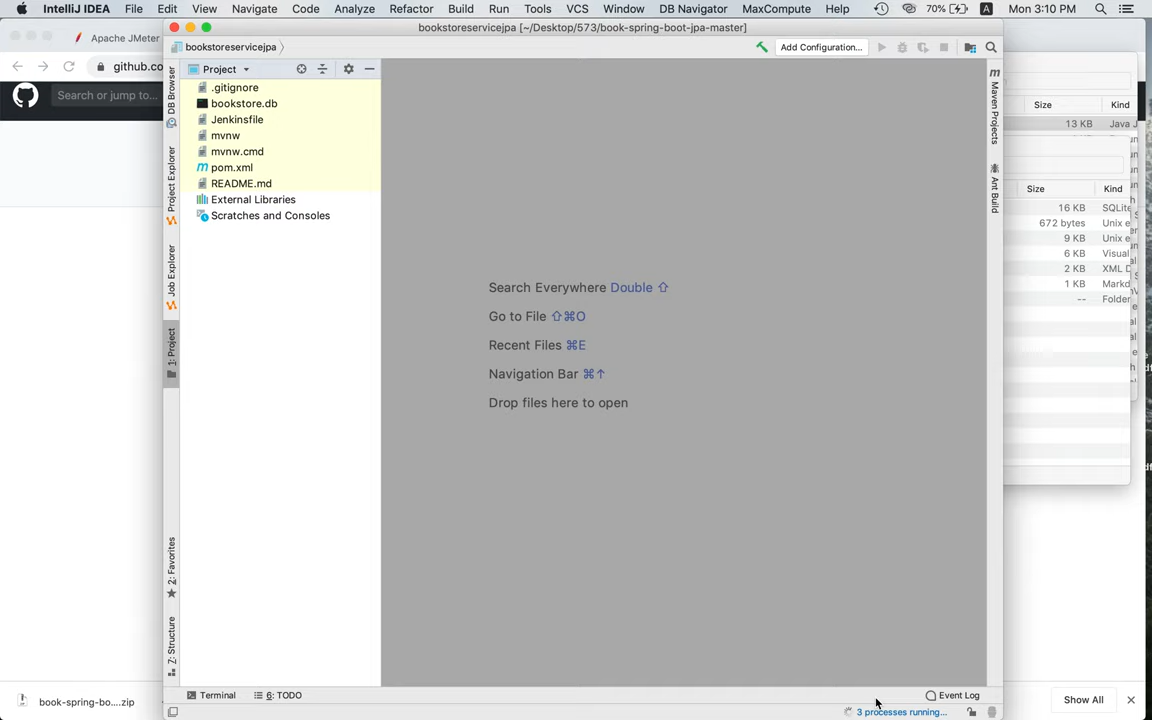 IntelliJ IDEA File Edit View Navigate Code Analyze Refactor Build Run Tools VCS Window DB Navigator MaxCompute Help 70% A Mon 3:10 PM
bookstoreservicejpa [~/Desktop/573/book-spring-boot-jpa-master]
Apache JMeter
bookstoreservicejpa
Add Configuration...
github.co
Search or jump to...
Project
.gitignore
bookstore.db
Jenkinsfile
mvnw
mvnw.cmd
pom.xml
README.md
External Libraries
Scratches and Consoles
DB Browser
Project Explorer
Job Explorer
1: Project
2: Favorites
7: Structure
Search Everywhere Double ⇧
Go to File ⇧⌘O
Recent Files ⌘E
Navigation Bar ⌘↑
Drop files here to open
Maven Projects
Ant Build
Size Kind
13 KB Java J
Size Kind
16 KB SQLite
672 bytes Unix e
9 KB Unix e
6 KB Visual
2 KB XML D
1 KB Markd
-- Folder
Terminal 6: TODO Event Log
3 processes running...
book-spring-bo....zip
Show All